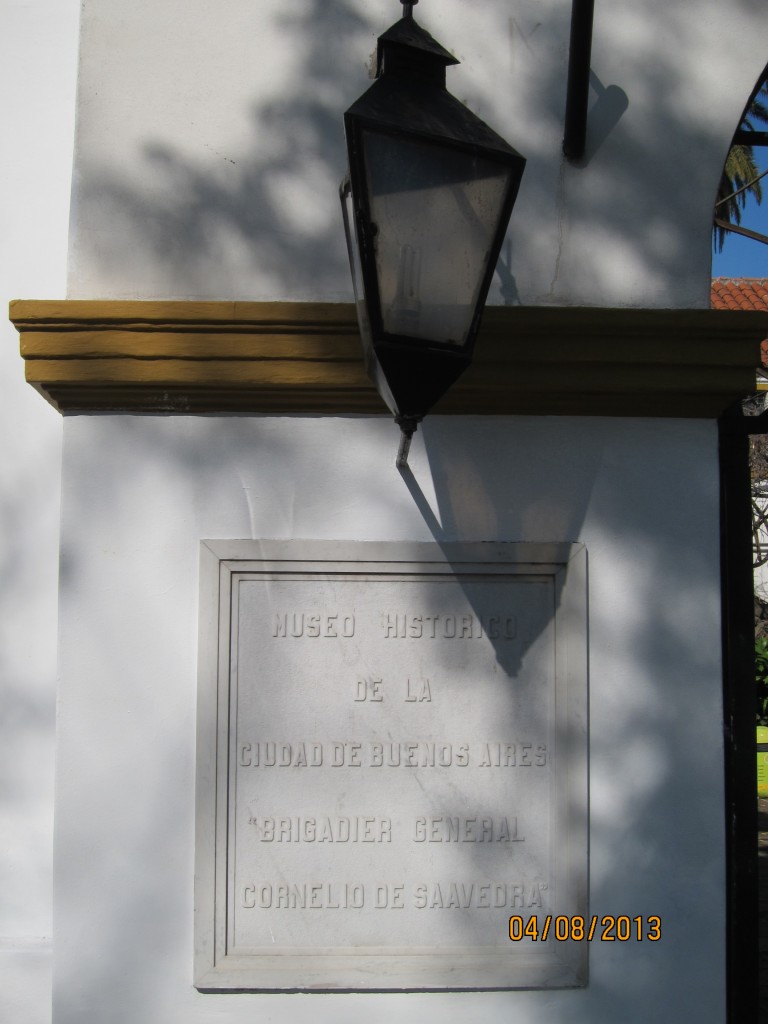 MUSEO HISTORICO
DE LA
CIUDAD DE BUENOS AIRES
"BRIGADIER GENERAL
CORNELIO DE SAAVEDRA"
04/08/2013